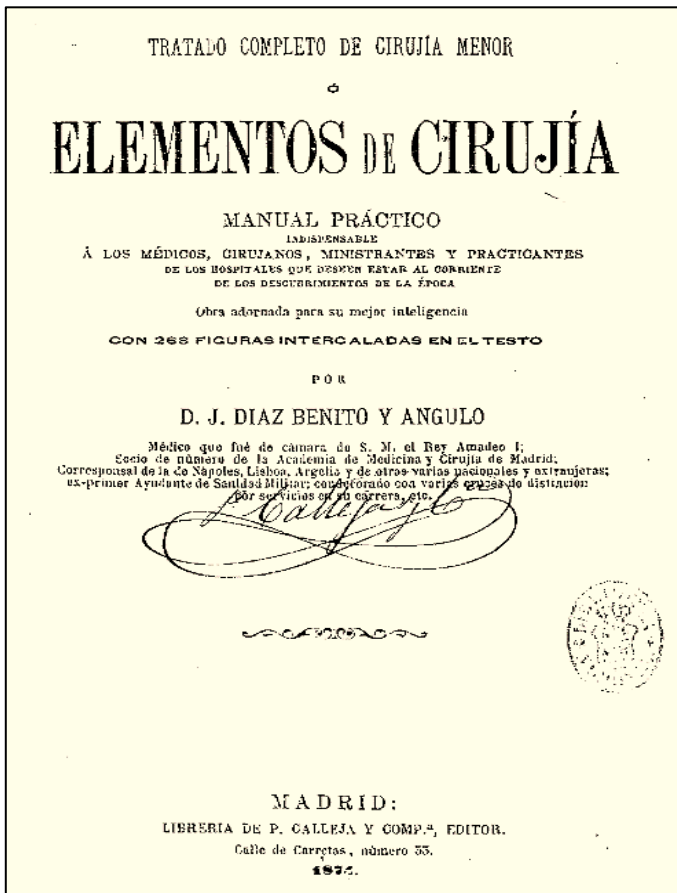 TRATADO COMPLETO DE CIRUJÍA MENOR
Ó
ELEMENTOS DE CIRUJÍA
MANUAL PRÁCTICO
INDISPENSABLE
Á LOS MÉDICOS, CIRUJANOS, MINISTRANTES Y PRACTICANTES
DE LOS HOSPITALES QUE DESEEN ESTAR AL CORRIENTE
DE LOS DESCUBRIMIENTOS DE LA ÉPOCA
Obra adornada para su mejor inteligencia
CON 268 FIGURAS INTERCALADAS EN EL TESTO
POR
D. J. DIAZ BENITO Y ANGULO
Médico que fué de cámara de S. M. el Rey Amadeo I;
Socio de número de la Academia de Medicina y Cirujía de Madrid;
Corresponsal de la de Nápoles, Lisboa, Argelia y de otras varias nacionales y extranjeras;
ex-primer Ayudante de Sanidad Militar; condecorado con varias cruces de distincion
por servicios en su carrera, etc.
Calleja y C
MADRID:
LIBRERIA DE P. CALLEJA Y COMP.ª, EDITOR.
Calle de Carretas, número 33.